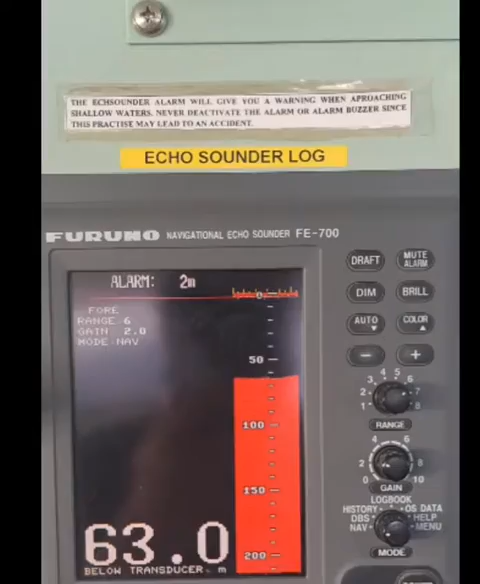 THE ECHSOUNDER ALARM WILL GIVE YOU A WARNING WHEN APROACHING
SHALLOW WATERS. NEVER DEACTIVATE THE ALARM OR ALARM BUZZER SINCE
THIS PRACTISE MAY LEAD TO AN ACCIDENT.
ECHO SOUNDER LOG
FURUNO NAVIGATIONAL ECHO SOUNDER FE-700
DRAFT
MUTE
ALARM
DIM
BRILL
AUTO
COLOR
- +
ALARM: 2m
FORE
RANGE 6
GAIN 2.0
MODE NAV
0
50
100
150
200
63.0
BELOW TRANSDUCER. m
1 2 3 4 5 6 7 8
RANGE
0 2 4 6 8 10
GAIN
LOGBOOK
HISTORY OS DATA
DBS HELP
NAV MENU
MODE